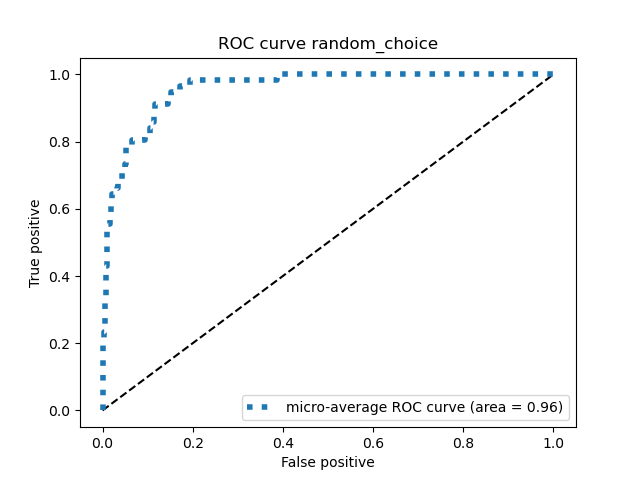 ROC curve random_choice
1.0
0.8
0.6
0.4
0.2
0.0
True positive
micro-average ROC curve (area = 0.96)
0.0 0.2 0.4 0.6 0.8 1.0
False positive